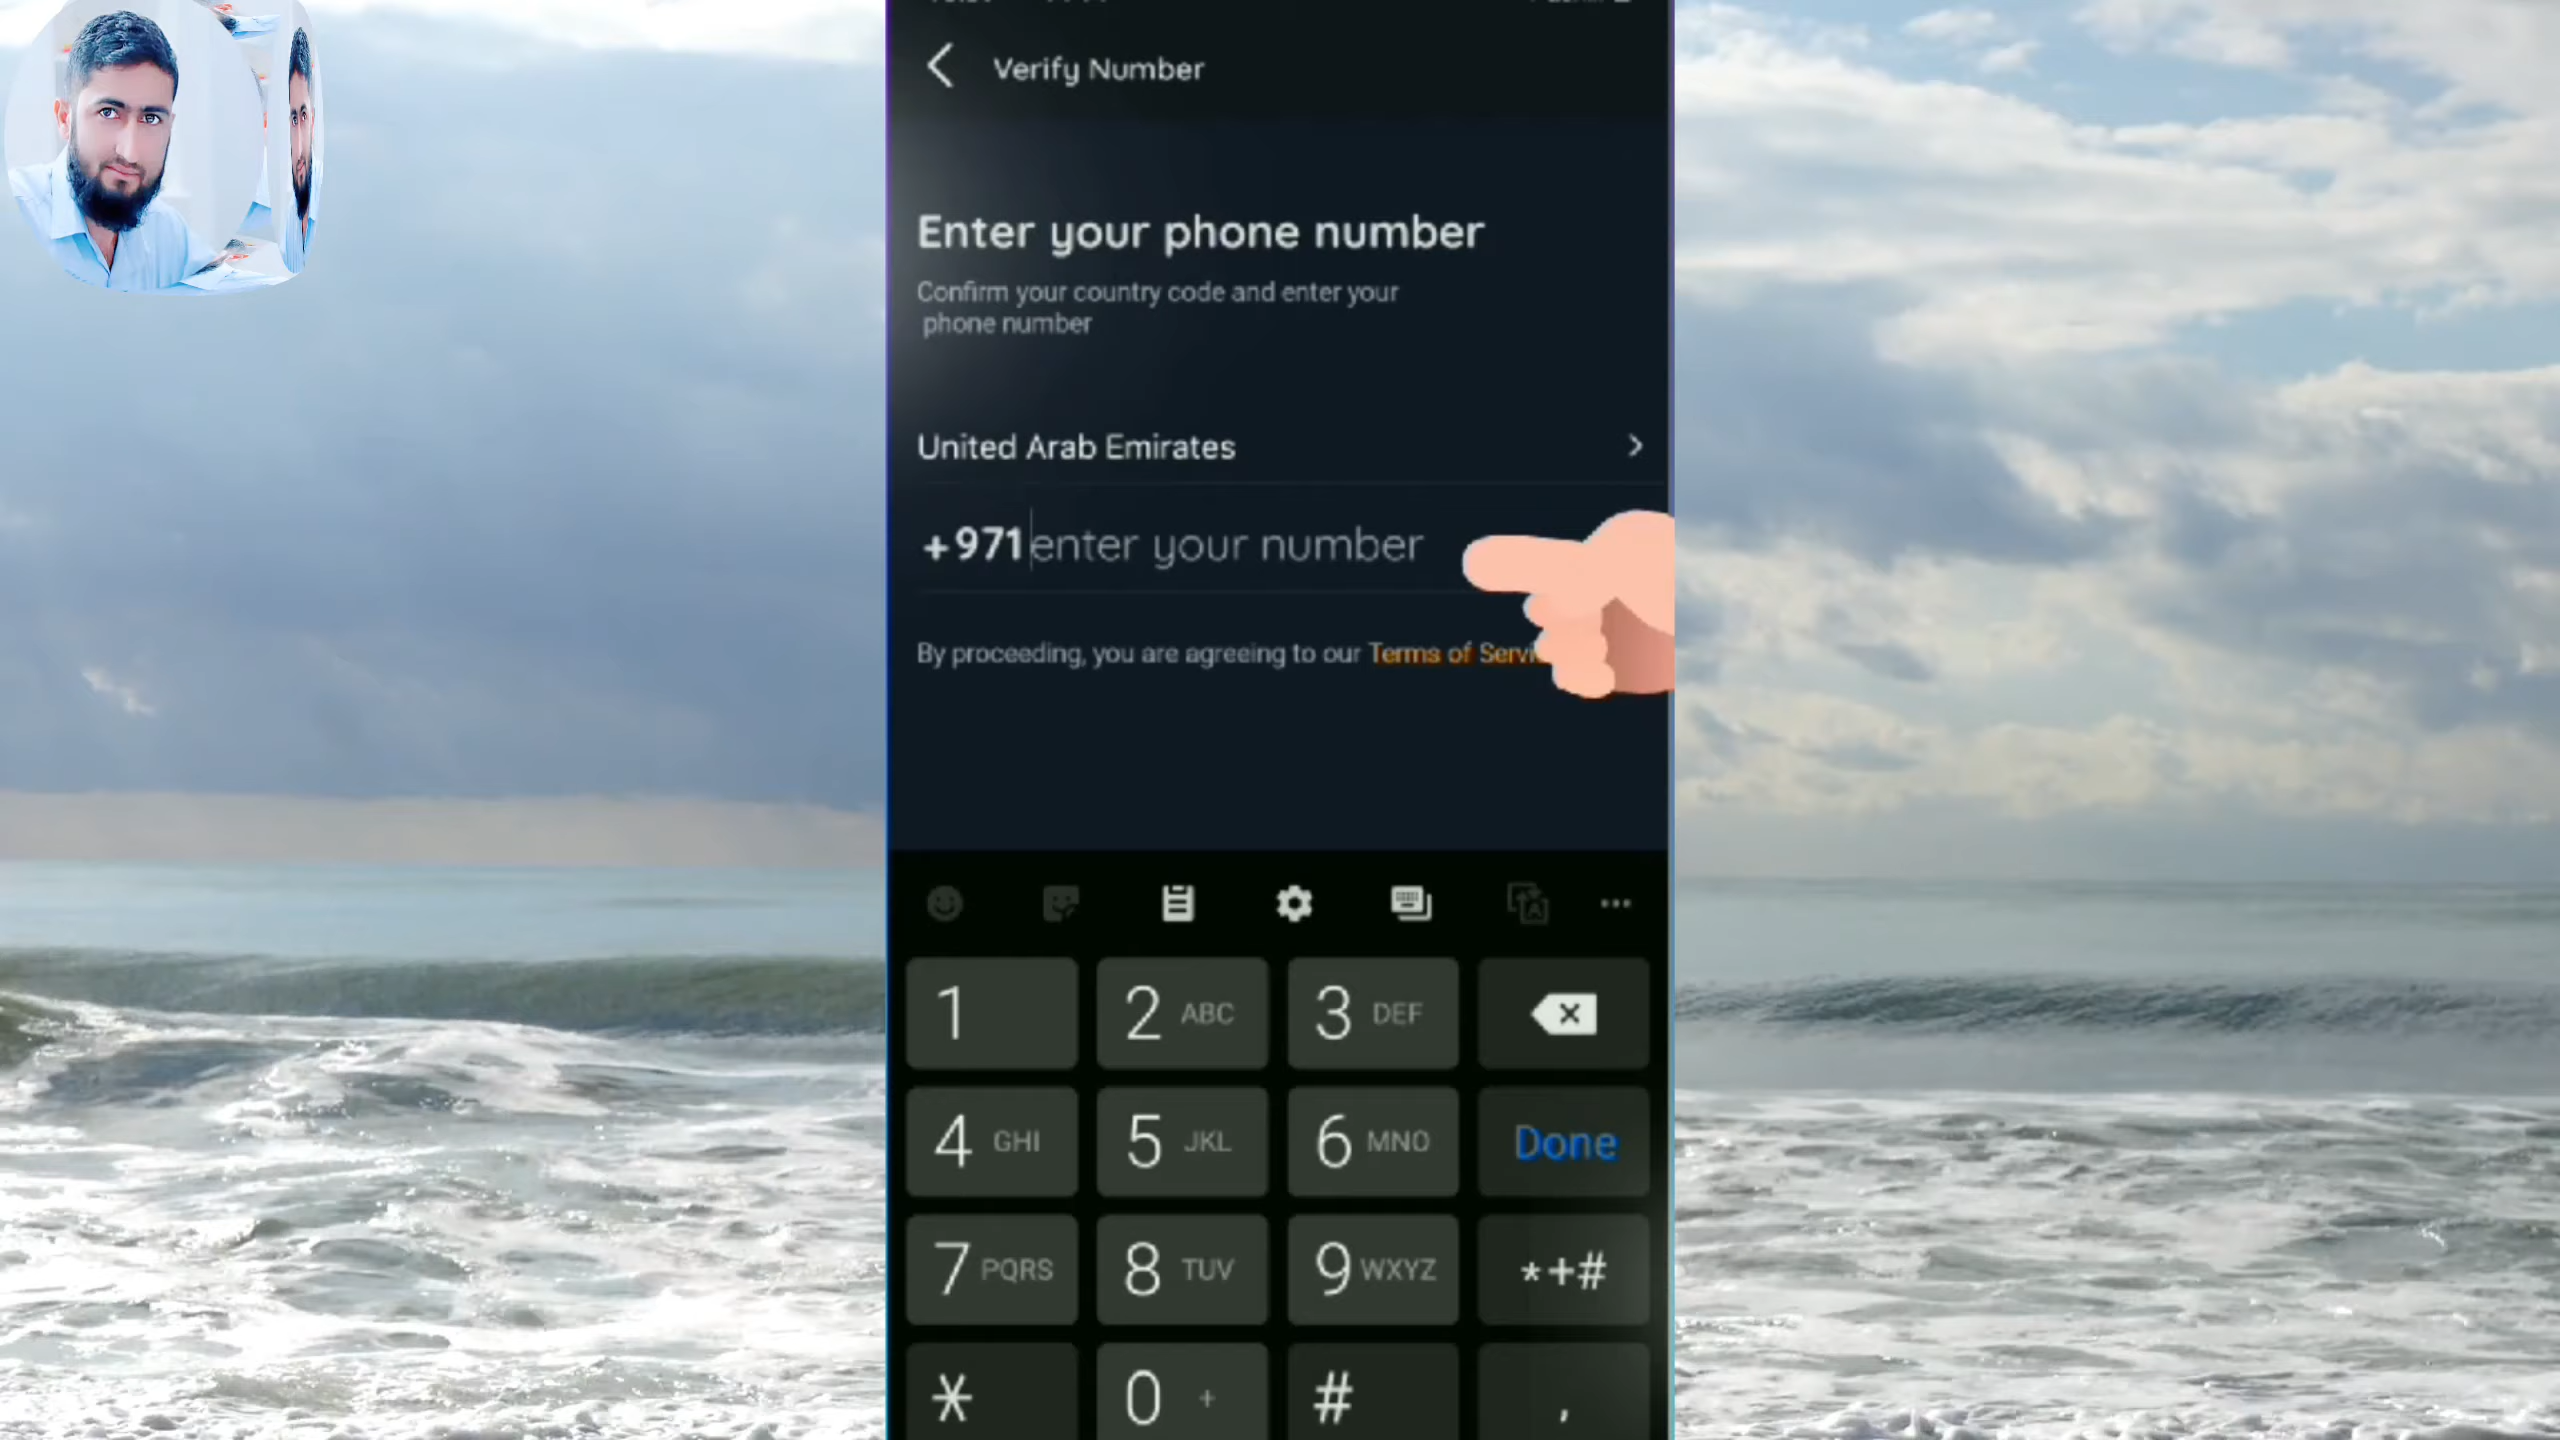 Verify Number
Enter your phone number
Confirm your country code and enter your
phone number
United Arab Emirates
+971 enter your number
By proceeding, you are agreeing to our Terms of
1
2 ABC
3 DEF
4 GHI
5 JKL
6 MNO
Done
7 PQRS
8 TUV
9 WXYZ
*+#
*
0 +
#
,